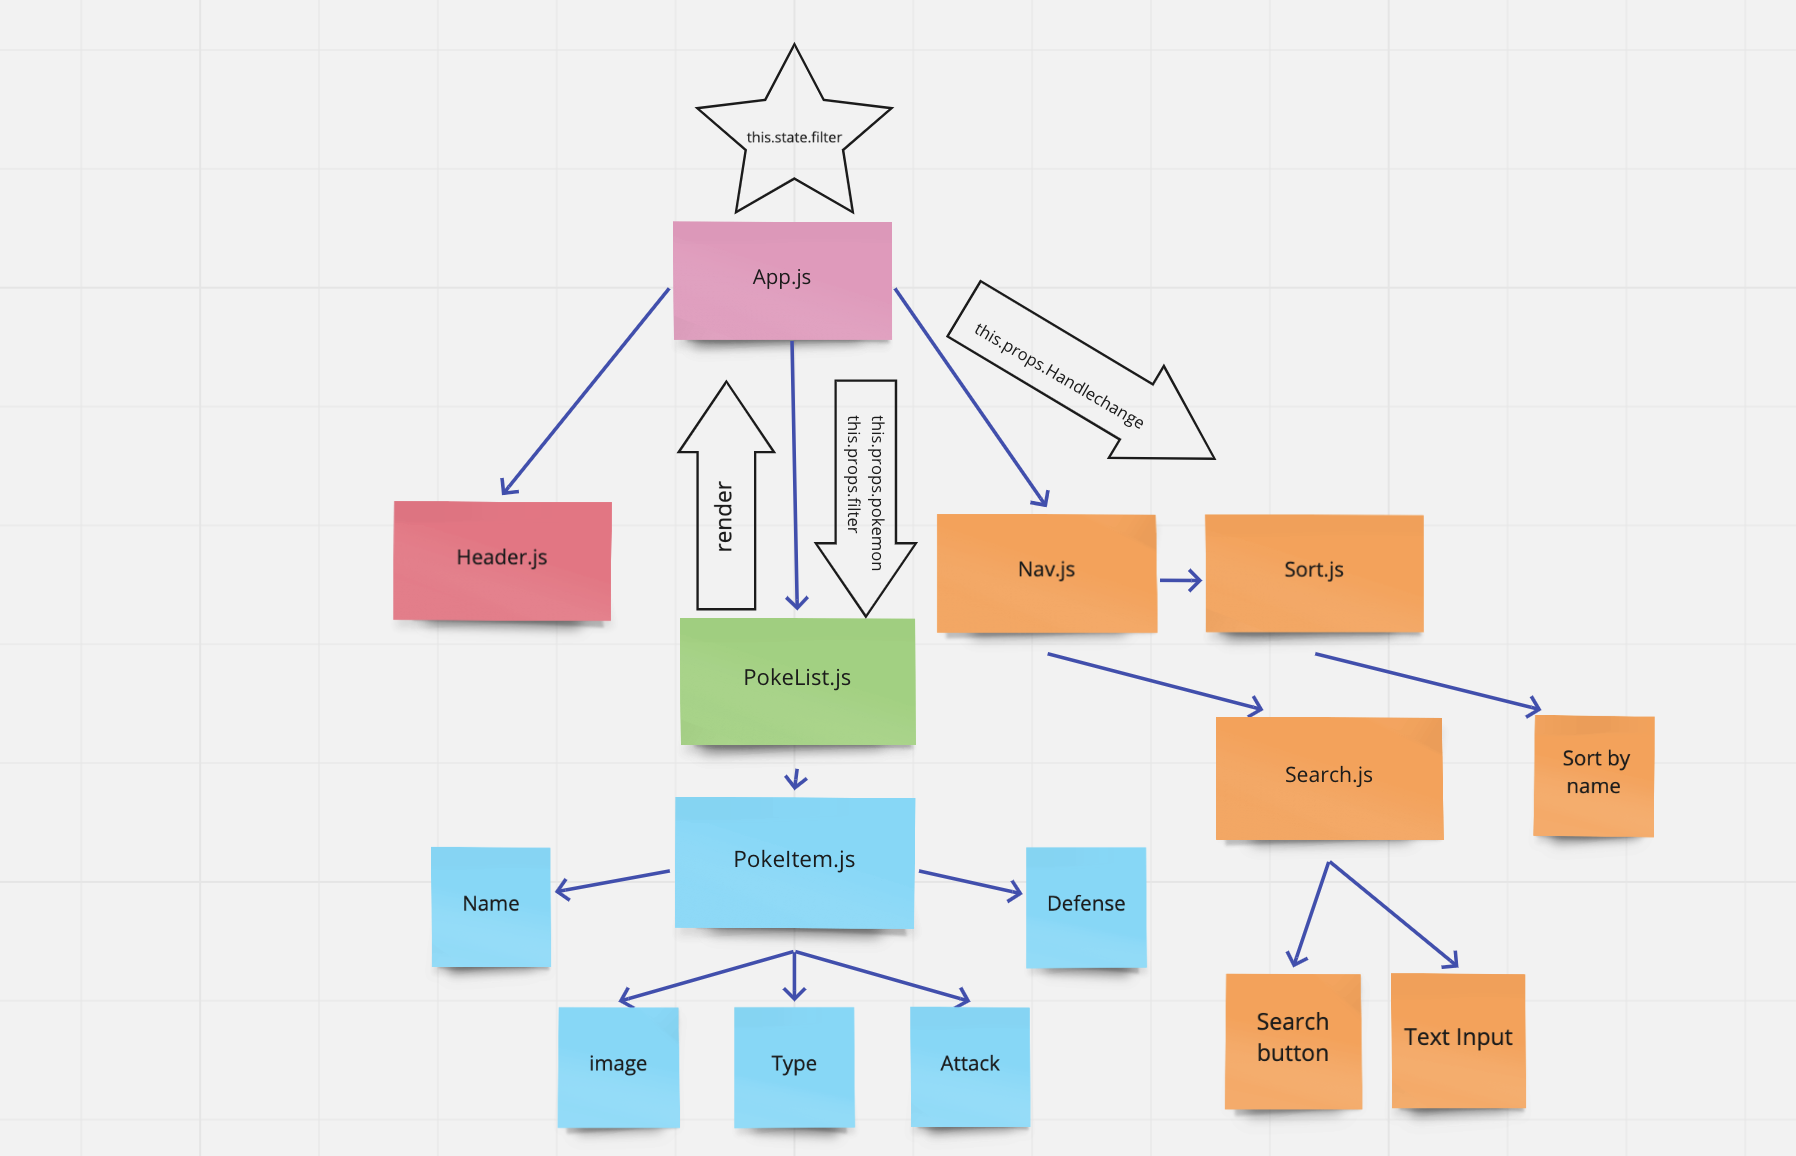 this.state.filter
App.js
this.props.Handlechange
render
this.props.pokemon
this.props.filter
Header.js
Nav.js
Sort.js
PokeList.js
Search.js
Sort by
name
PokeItem.js
Name
Defense
image
Type
Attack
Search
button
Text Input